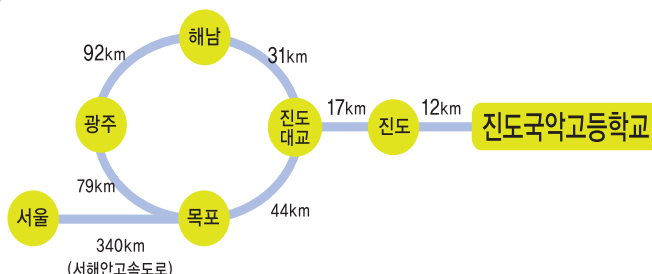 해남
92km
31km
광주
진도
대교
17km
진도
12km
진도국악고등학교
79km
서울
목포
44km
340km
(서해안고속도로)